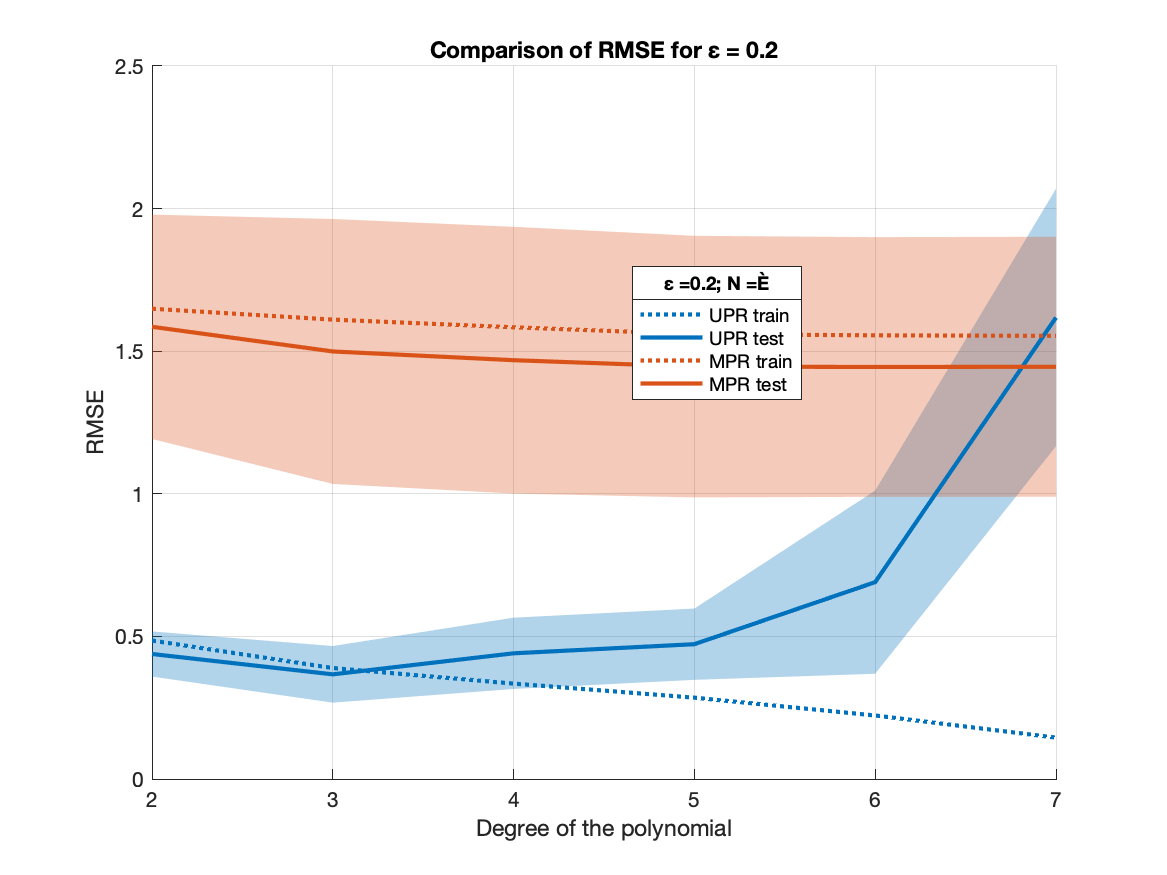 Comparison of RMSE for ε = 0.2
2.5
2
1.5
1
0.5
0
RMSE
ε =0.2; N =È
UPR train
UPR test
MPR train
MPR test
2 3 4 5 6 7
Degree of the polynomial